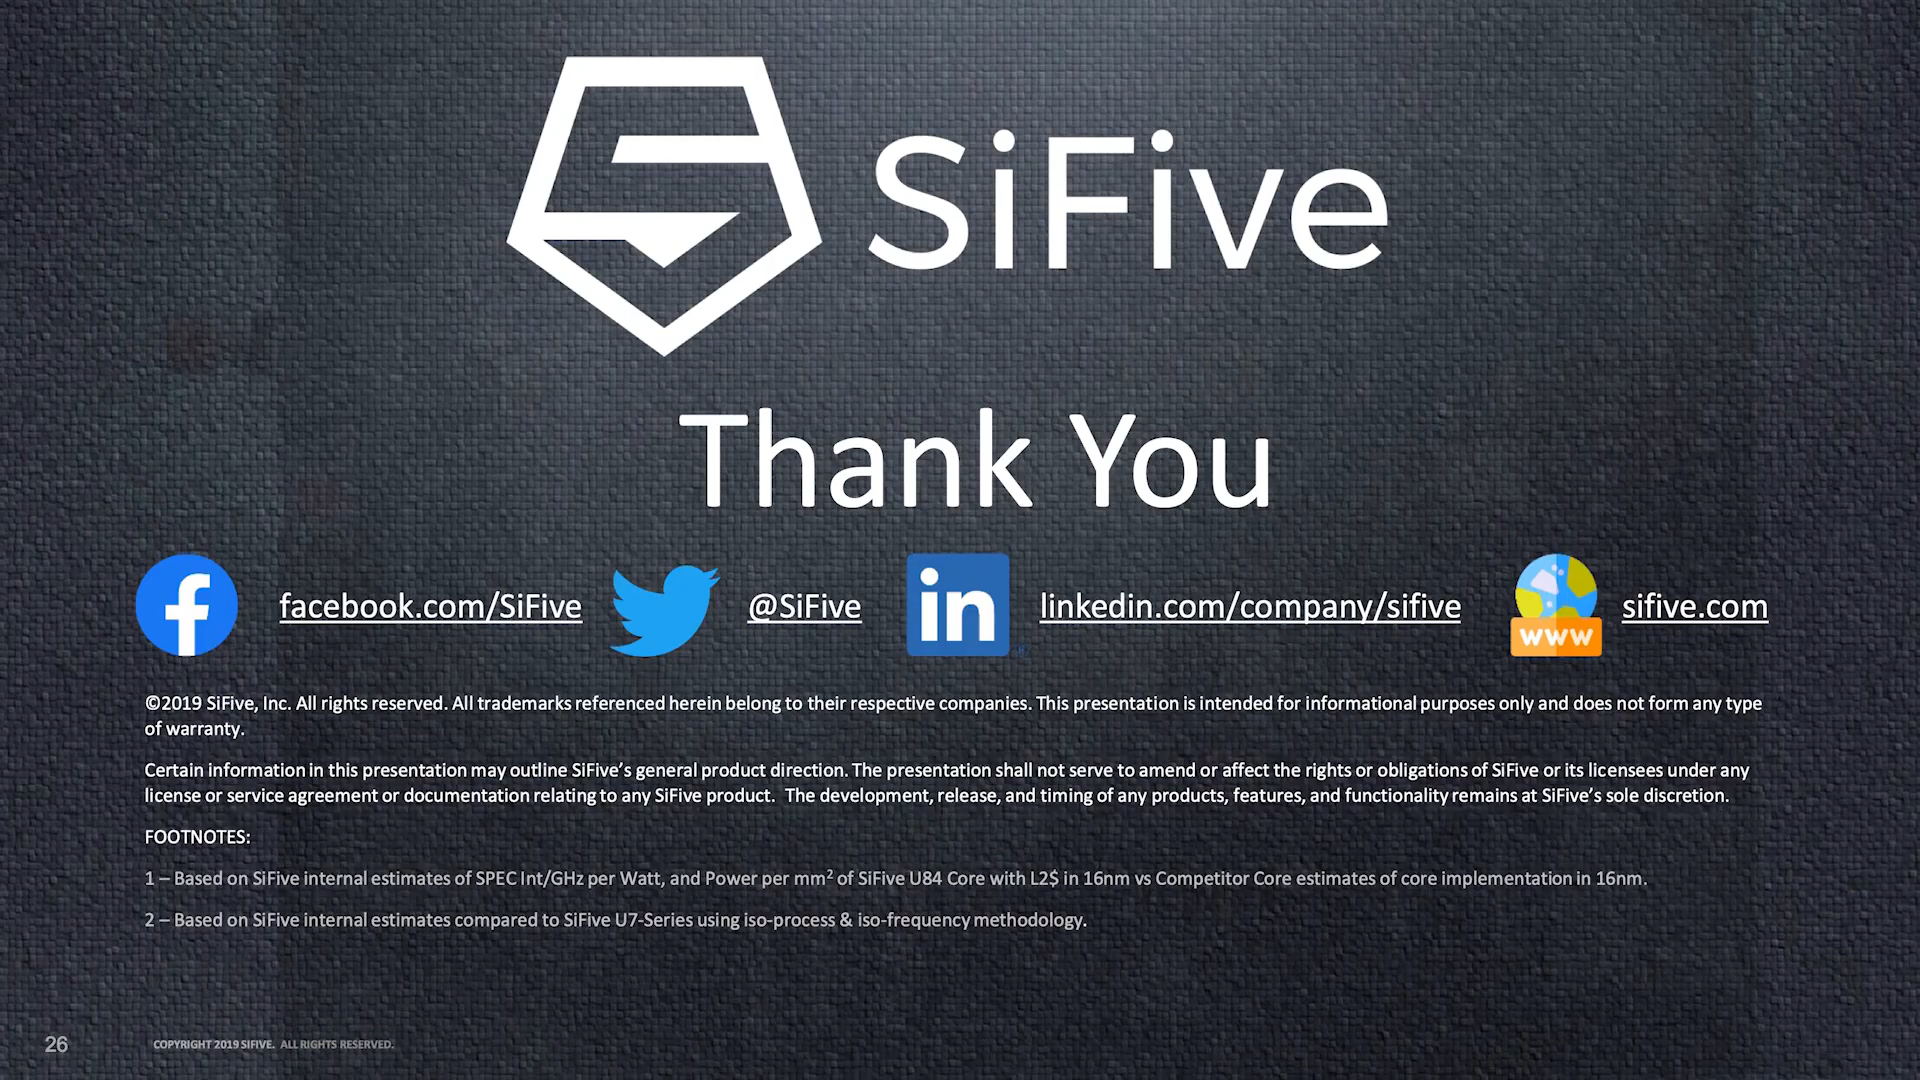 SiFive
Thank You
facebook.com/SiFive
@SiFive
in
linkedin.com/company/sifive
www
sifive.com
©2019 SiFive, Inc. All rights reserved. All trademarks referenced herein belong to their respective companies. This presentation is intended for informational purposes only and does not form any type
of warranty.
Certain information in this presentation may outline SiFive’s general product direction. The presentation shall not serve to amend or affect the rights or obligations of SiFive or its licensees under any
license or service agreement or documentation relating to any SiFive product.  The development, release, and timing of any products, features, and functionality remains at SiFive’s sole discretion.
FOOTNOTES:
1 – Based on SiFive internal estimates of SPEC Int/GHz per Watt, and Power per mm² of SiFive U84 Core with L2$ in 16nm vs Competitor Core estimates of core implementation in 16nm.
2 – Based on SiFive internal estimates compared to SiFive U7-Series using iso-process & iso-frequency methodology.
26
COPYRIGHT 2019 SIFIVE.  ALL RIGHTS RESERVED.